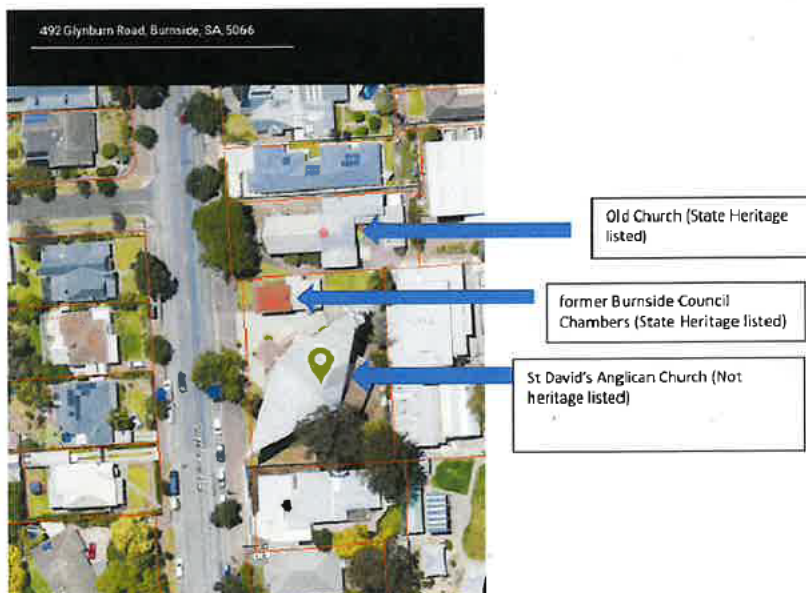 492 Glynburn Road, Burnside, SA, 5066
Old Church (State Heritage
listed)
former Burnside Council
Chambers (State Heritage listed)
St David's Anglican Church (Not
heritage listed)